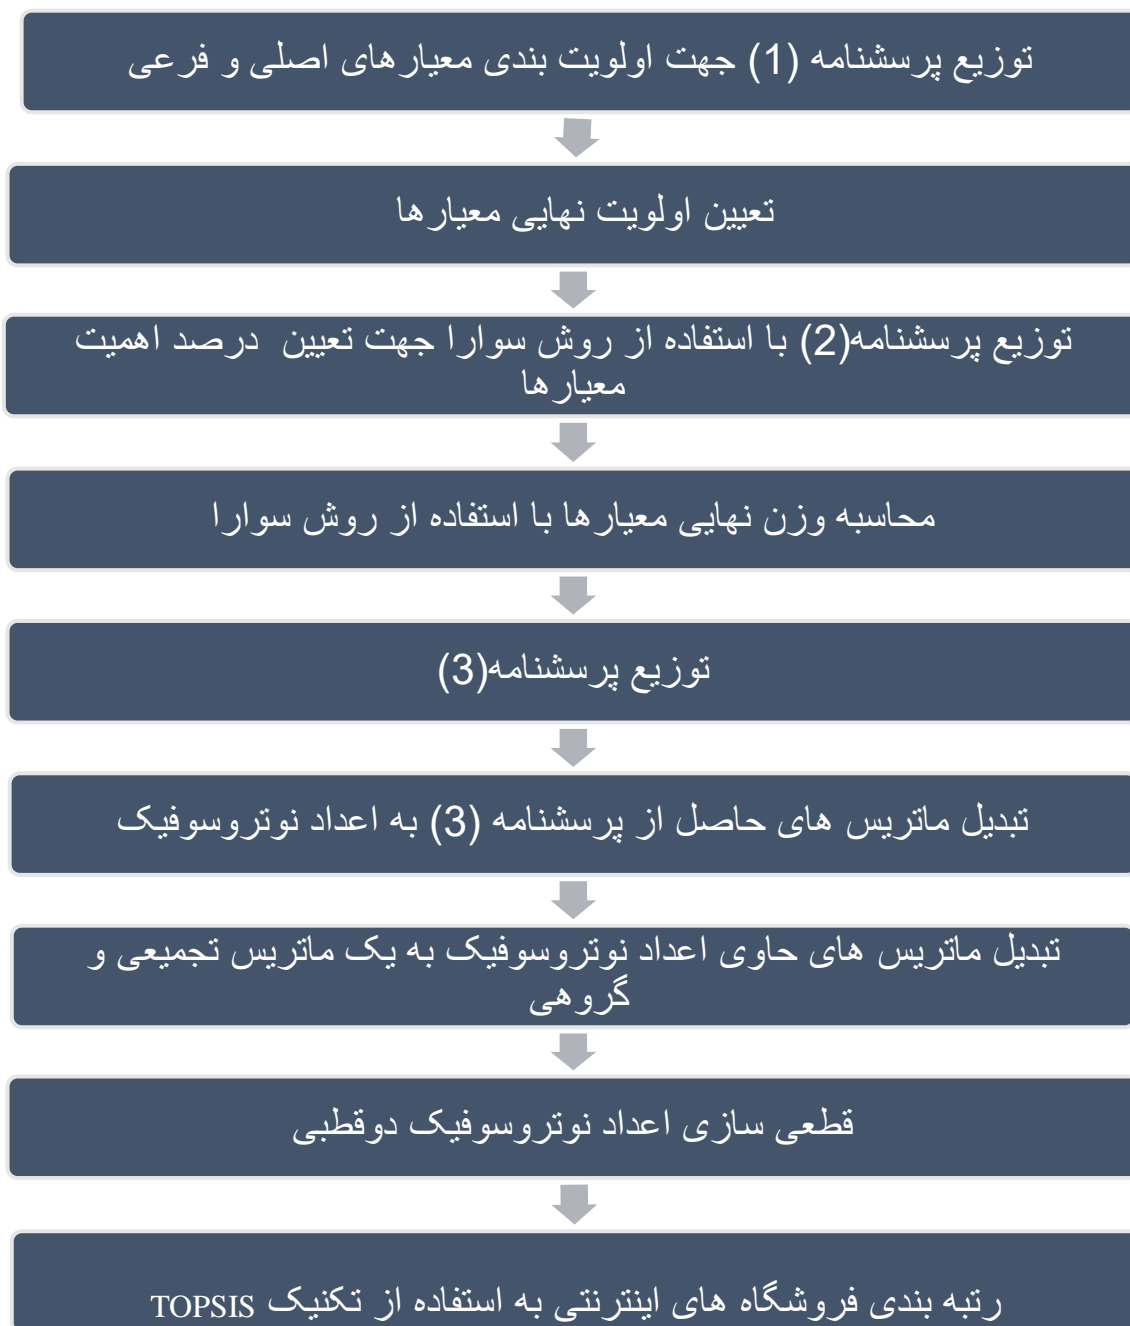 توزیع پرسشنامه (1) جهت اولویت بندی معیارهای اصلی و فرعی
تعیین اولویت نهایی معیارها
توزیع پرسشنامه(2) با استفاده از روش سوارا جهت تعیین درصد اهمیت
معیارها
محاسبه وزن نهایی معیارها با استفاده از روش سوارا
توزیع پرسشنامه(3)
تبدیل ماتریس های حاصل از پرسشنامه (3) به اعداد نوتروسوفیک
تبدیل ماتریس های حاوی اعداد نوتروسوفیک به یک ماتریس تجمیعی و
گروهی
قطعی سازی اعداد نوتروسوفیک دوقطبی
رتبه بندی فروشگاه های اینترنتی به استفاده از تکنیک TOPSIS